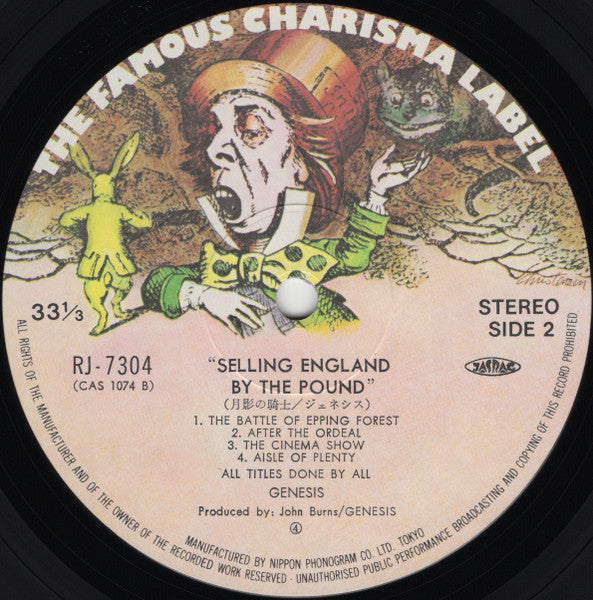 THE FAMOUS CHARISMA LABEL
Christensen
33⅓
STEREO
SIDE 2
RJ-7304
(CAS 1074 B)
JASRAC
"SELLING ENGLAND
BY THE POUND"
(月影の騎士/ジェネシス)
1. THE BATTLE OF EPPING FOREST
2. AFTER THE ORDEAL
3. THE CINEMA SHOW
4. AISLE OF PLENTY
ALL TITLES DONE BY ALL
GENESIS
Produced by: John Burns/GENESIS
④
ALL RIGHTS OF THE MANUFACTURER AND OF THE OWNER OF THE RECORDED WORK RESERVED · UNAUTHORISED PUBLIC PERFORMANCE BROADCASTING AND COPYING OF THIS RECORD PROHIBITED
MANUFACTURED BY NIPPON PHONOGRAM CO. LTD. TOKYO